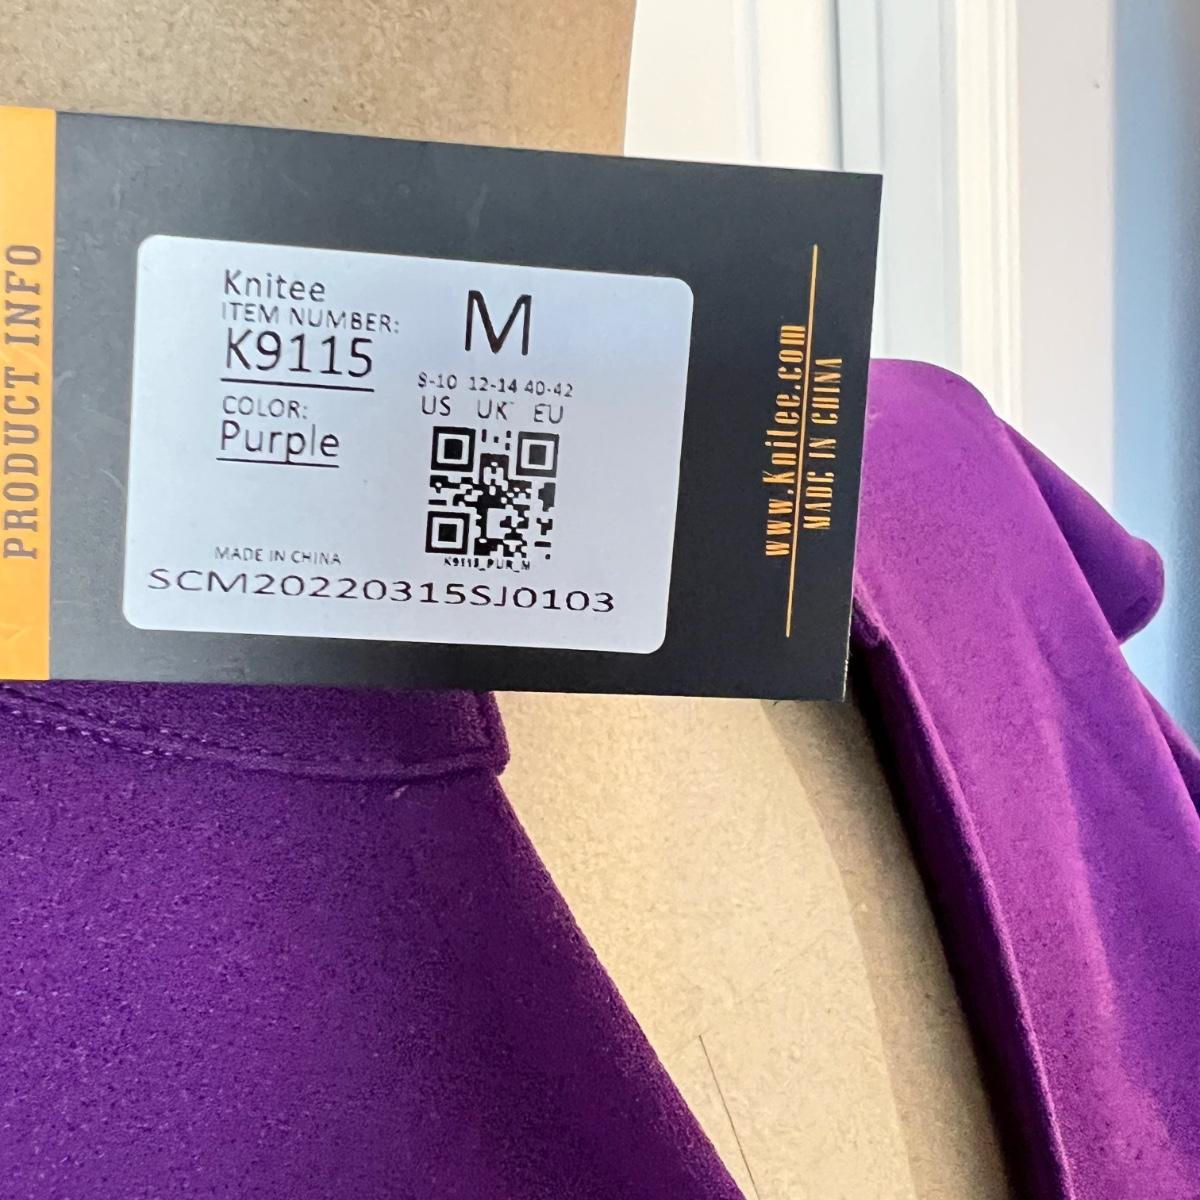 PRODUCT INFO
Knitee
ITEM NUMBER:
K9115
COLOR:
Purple
M
8-10 12-14 40-42
US UK EU
K9115_PUR_M
MADE IN CHINA
SCM20220315SJ0103
www.Knitee.com
MADE IN CHINA